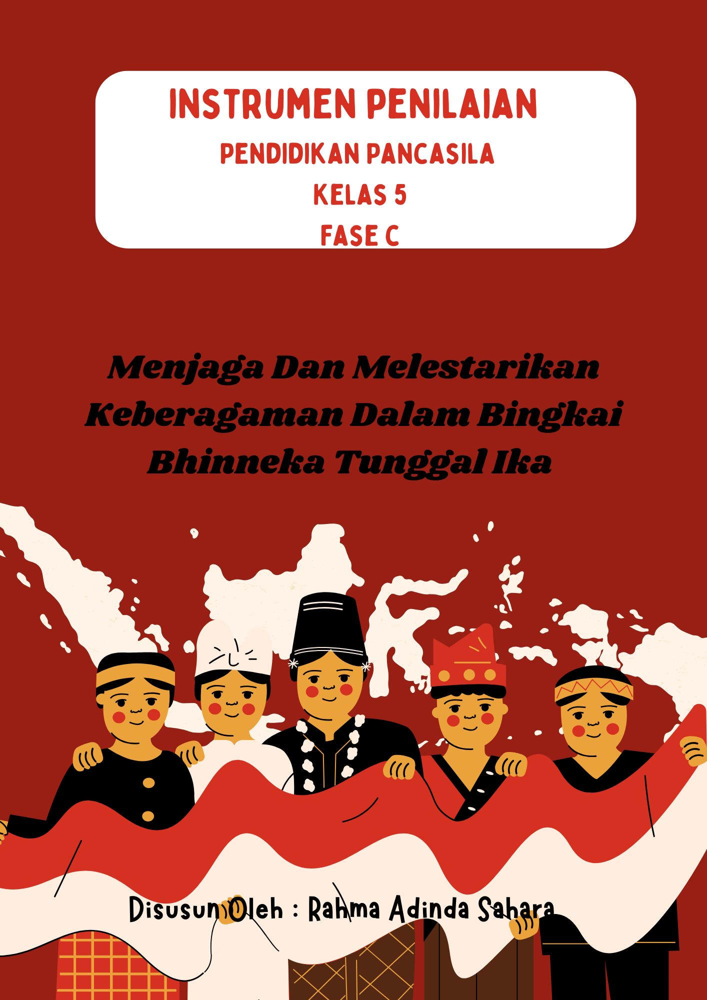 INSTRUMEN PENILAIAN
PENDIDIKAN PANCASILA
KELAS 5
FASE C
Menjaga Dan Melestarikan
Keberagaman Dalam Bingkai
Bhinneka Tunggal Ika
Disusun Oleh : Rahma Adinda Sahara